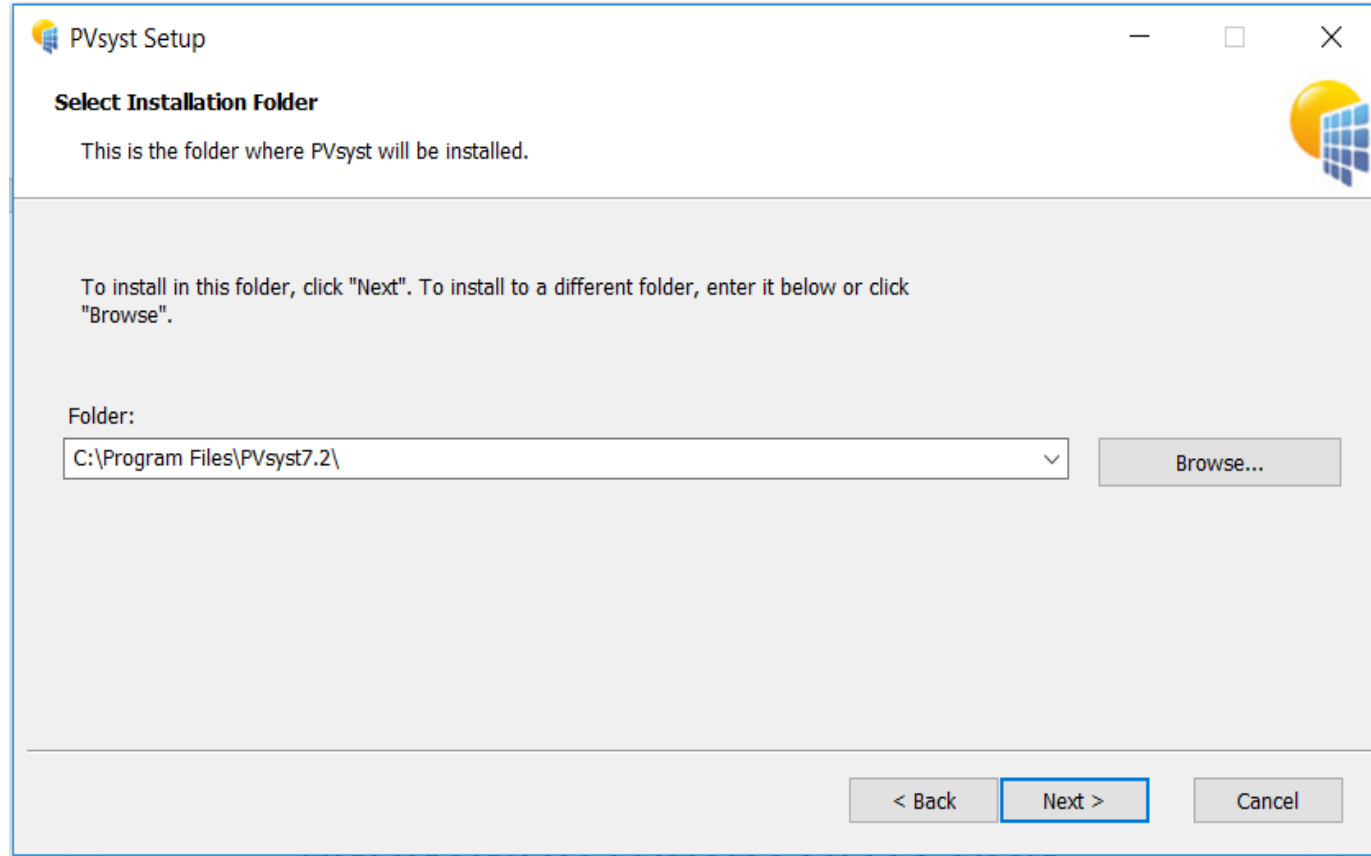 PVsyst Setup
Select Installation Folder
This is the folder where PVsyst will be installed.
To install in this folder, click "Next". To install to a different folder, enter it below or click
"Browse".
Folder:
C:\Program Files\PVsyst7.2\
Browse...
< Back
Next >
Cancel